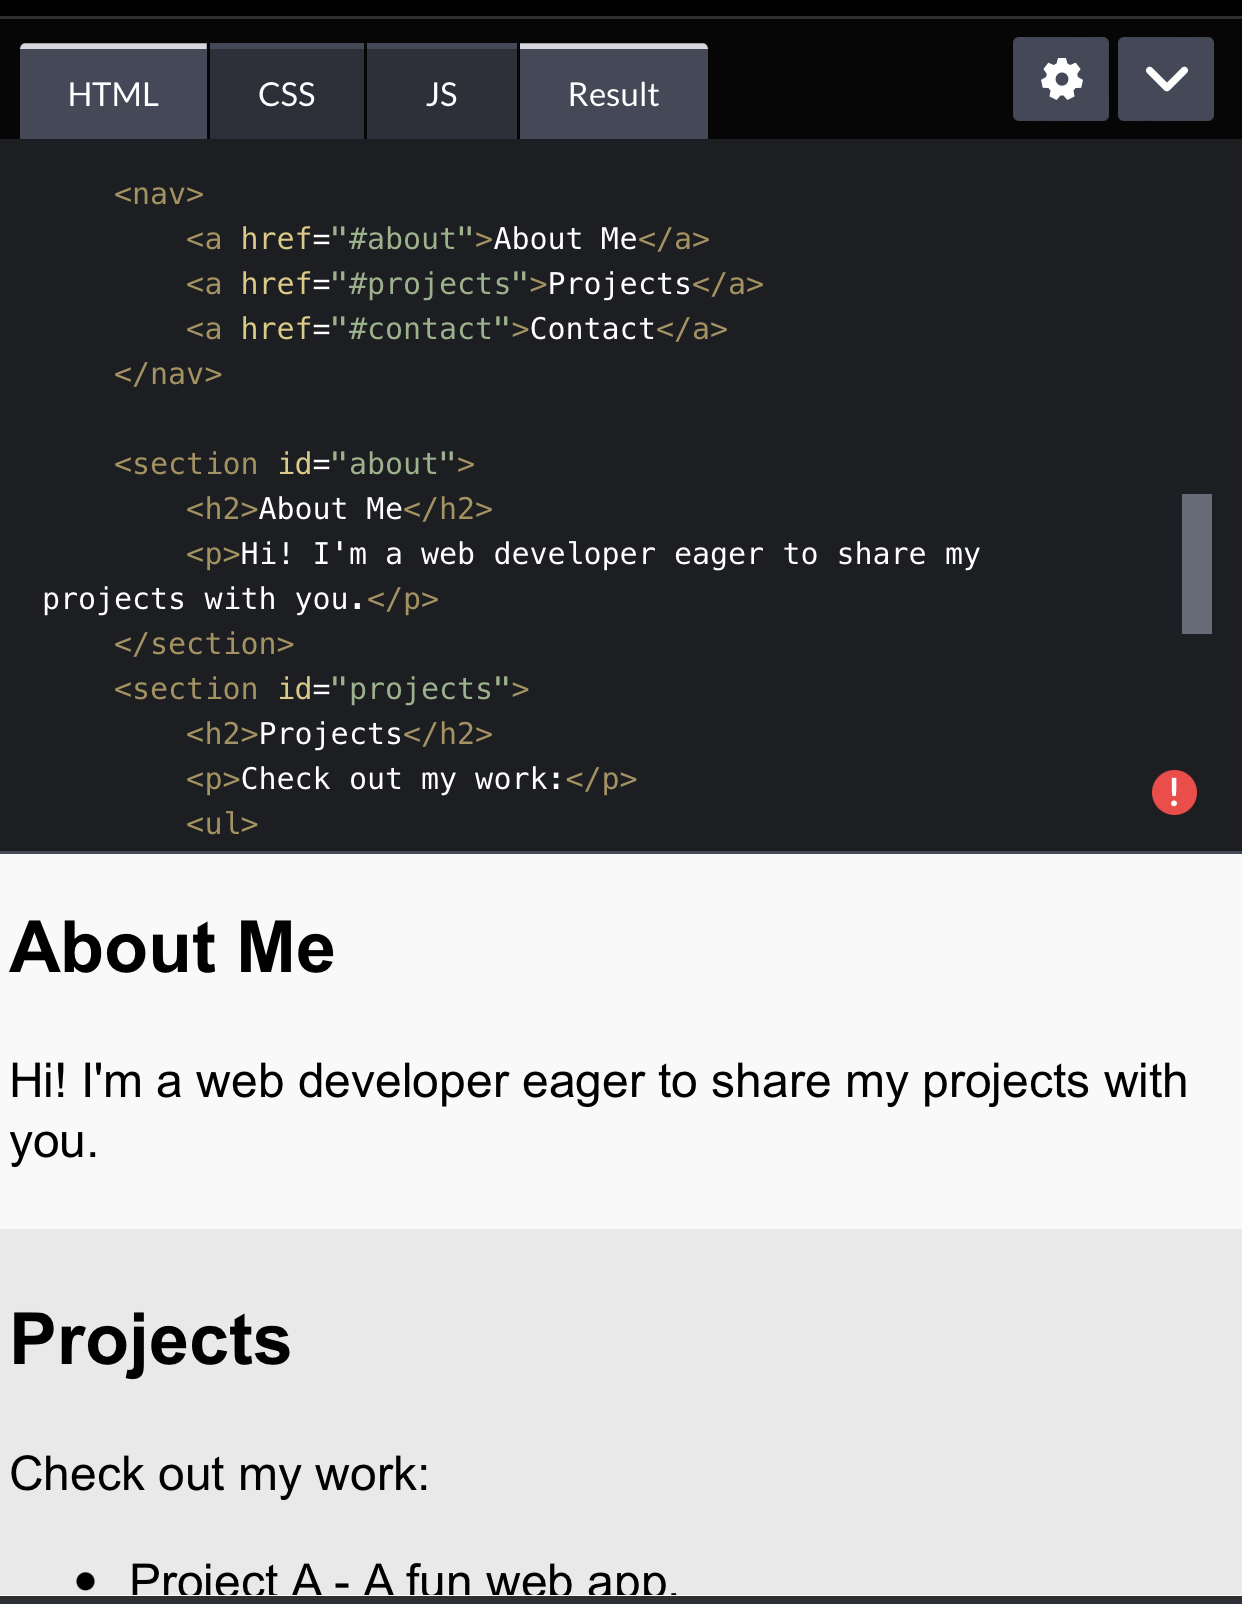 HTML CSS JS Result
<nav>
<a href="#about">About Me</a>
<a href="#projects">Projects</a>
<a href="#contact">Contact</a>
</nav>
<section id="about">
<h2>About Me</h2>
<p>Hi! I'm a web developer eager to share my
projects with you.</p>
</section>
<section id="projects">
<h2>Projects</h2>
<p>Check out my work:</p>
<ul>
!
About Me
Hi! I'm a web developer eager to share my projects with
you.
Projects
Check out my work:
• Project A - A fun web app.